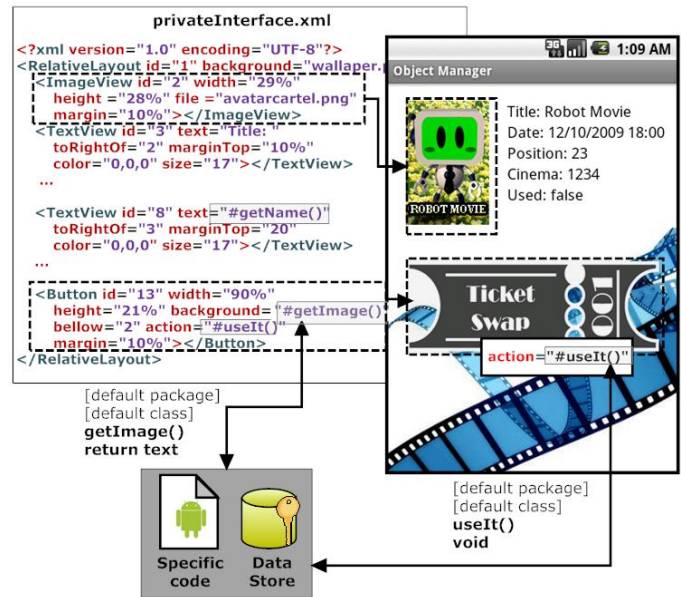 privateInterface.xml
<?xml version="1.0" encoding="UTF-8"?>
<RelativeLayout id="1" background="wallaper.p
<ImageView id="2" width="29%"
height ="28%" file ="avatarcartel.png"
margin="10%"></ImageView>
<TextView id="3" text="Title: "
toRightOf="2" marginTop="10%"
color="0,0,0" size="17"></TextView>
...
<TextView id="8" text="#getName()"
toRightOf="3" marginTop="20"
color="0,0,0" size="17"></TextView>
...
<Button id="13" width="90%"
height="21%" background="#getImage()"
bellow="2" action="#useIt()"
margin="10%"></Button>
</RelativeLayout>
3G
1:09 AM
Object Manager
ROBOT MOVIE
Title: Robot Movie
Date: 12/10/2009 18:00
Position: 23
Cinema: 1234
Used: false
Ticket
Swap
001
action="#useIt()"
[default package]
[default class]
getImage()
return text
Specific
code
Data
Store
[default package]
[default class]
useIt()
void